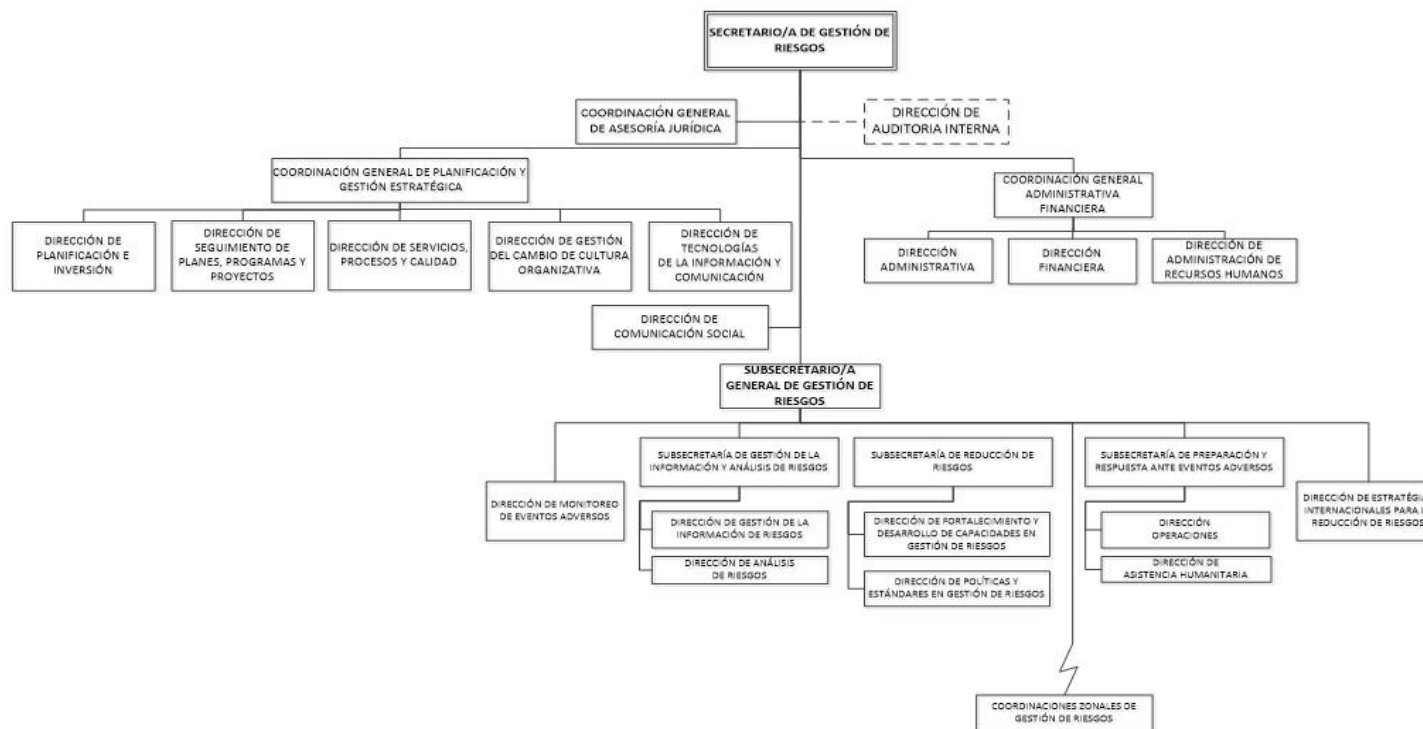 SECRETARIO/A DE GESTIÓN DE
RIESGOS
COORDINACIÓN GENERAL
DE ASESORÍA JURÍDICA
DIRECCIÓN DE
AUDITORIA INTERNA
COORDINACIÓN GENERAL DE PLANIFICACIÓN Y
GESTIÓN ESTRATÉGICA
COORDINACIÓN GENERAL
ADMINISTRATIVA
FINANCIERA
DIRECCIÓN DE
PLANIFICACIÓN E
INVERSIÓN
DIRECCIÓN DE
SEGUIMIENTO DE
PLANES, PROGRAMAS Y
PROYECTOS
DIRECCIÓN DE SERVICIOS,
PROCESOS Y CALIDAD
DIRECCIÓN DE GESTIÓN
DEL CAMBIO DE CULTURA
ORGANIZATIVA
DIRECCIÓN DE
TECNOLOGÍAS
DE LA INFORMACIÓN Y
COMUNICACIÓN
DIRECCIÓN
ADMINISTRATIVA
DIRECCIÓN
FINANCIERA
DIRECCIÓN DE
ADMINISTRACIÓN DE
RECURSOS HUMANOS
DIRECCIÓN DE
COMUNICACIÓN SOCIAL
SUBSECRETARIO/A
GENERAL DE GESTIÓN DE
RIESGOS
DIRECCIÓN DE MONITOREO
DE EVENTOS ADVERSOS
SUBSECRETARÍA DE GESTIÓN DE LA
INFORMACIÓN Y ANÁLISIS DE RIESGOS
DIRECCIÓN DE GESTIÓN DE LA
INFORMACIÓN DE RIESGOS
DIRECCIÓN DE ANÁLISIS
DE RIESGOS
SUBSECRETARÍA DE REDUCCIÓN DE
RIESGOS
DIRECCIÓN DE FORTALECIMIENTO Y
DESARROLLO DE CAPACIDADES EN
GESTIÓN DE RIESGOS
DIRECCIÓN DE POLÍTICAS Y
ESTÁNDARES EN GESTIÓN DE RIESGOS
SUBSECRETARÍA DE PREPARACIÓN Y
RESPUESTA ANTE EVENTOS ADVERSOS
DIRECCIÓN
OPERACIONES
DIRECCIÓN DE
ASISTENCIA HUMANITARIA
DIRECCIÓN DE ESTRATÉGIA
INTERNACIONALES PARA L
REDUCCIÓN DE RIESGOS
COORDINACIONES ZONALES DE
GESTIÓN DE RIESGOS